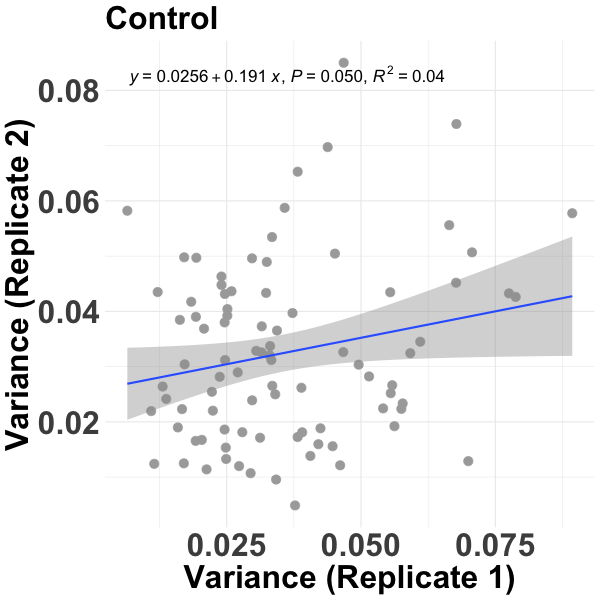 Control
y = 0.0256 + 0.191 x, P = 0.050, R² = 0.04
Variance (Replicate 2)
0.08
0.06
0.04
0.02
0.025 0.050 0.075
Variance (Replicate 1)